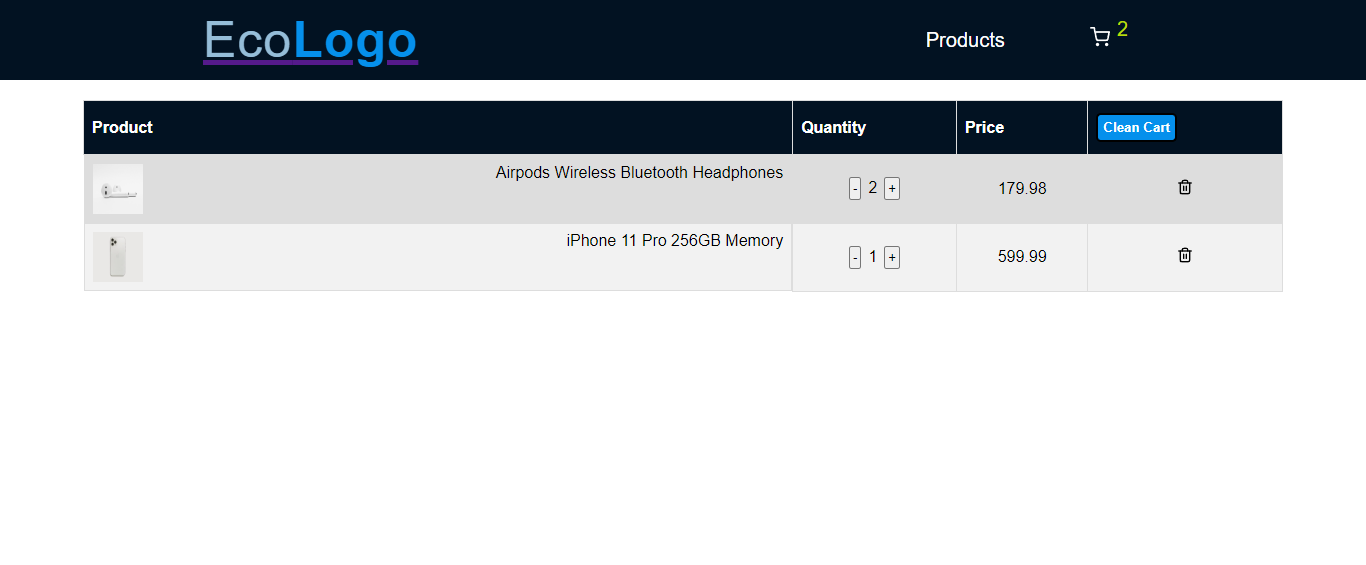 EcoLogo
Products
2
Product Quantity Price Clean Cart
Airpods Wireless Bluetooth Headphones - 2 + 179.98
iPhone 11 Pro 256GB Memory - 1 + 599.99